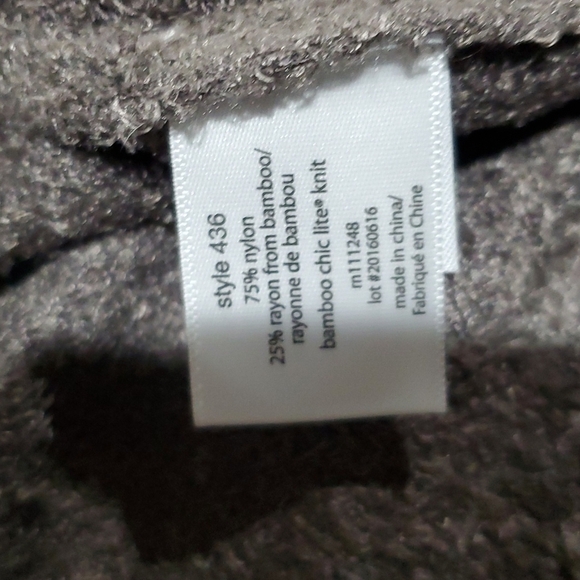 style 436
75% nylon
25% rayon from bamboo/
rayonne de bambou
bamboo chic lite® knit
m111248
lot #20160616
made in china/
Fabriqué en Chine